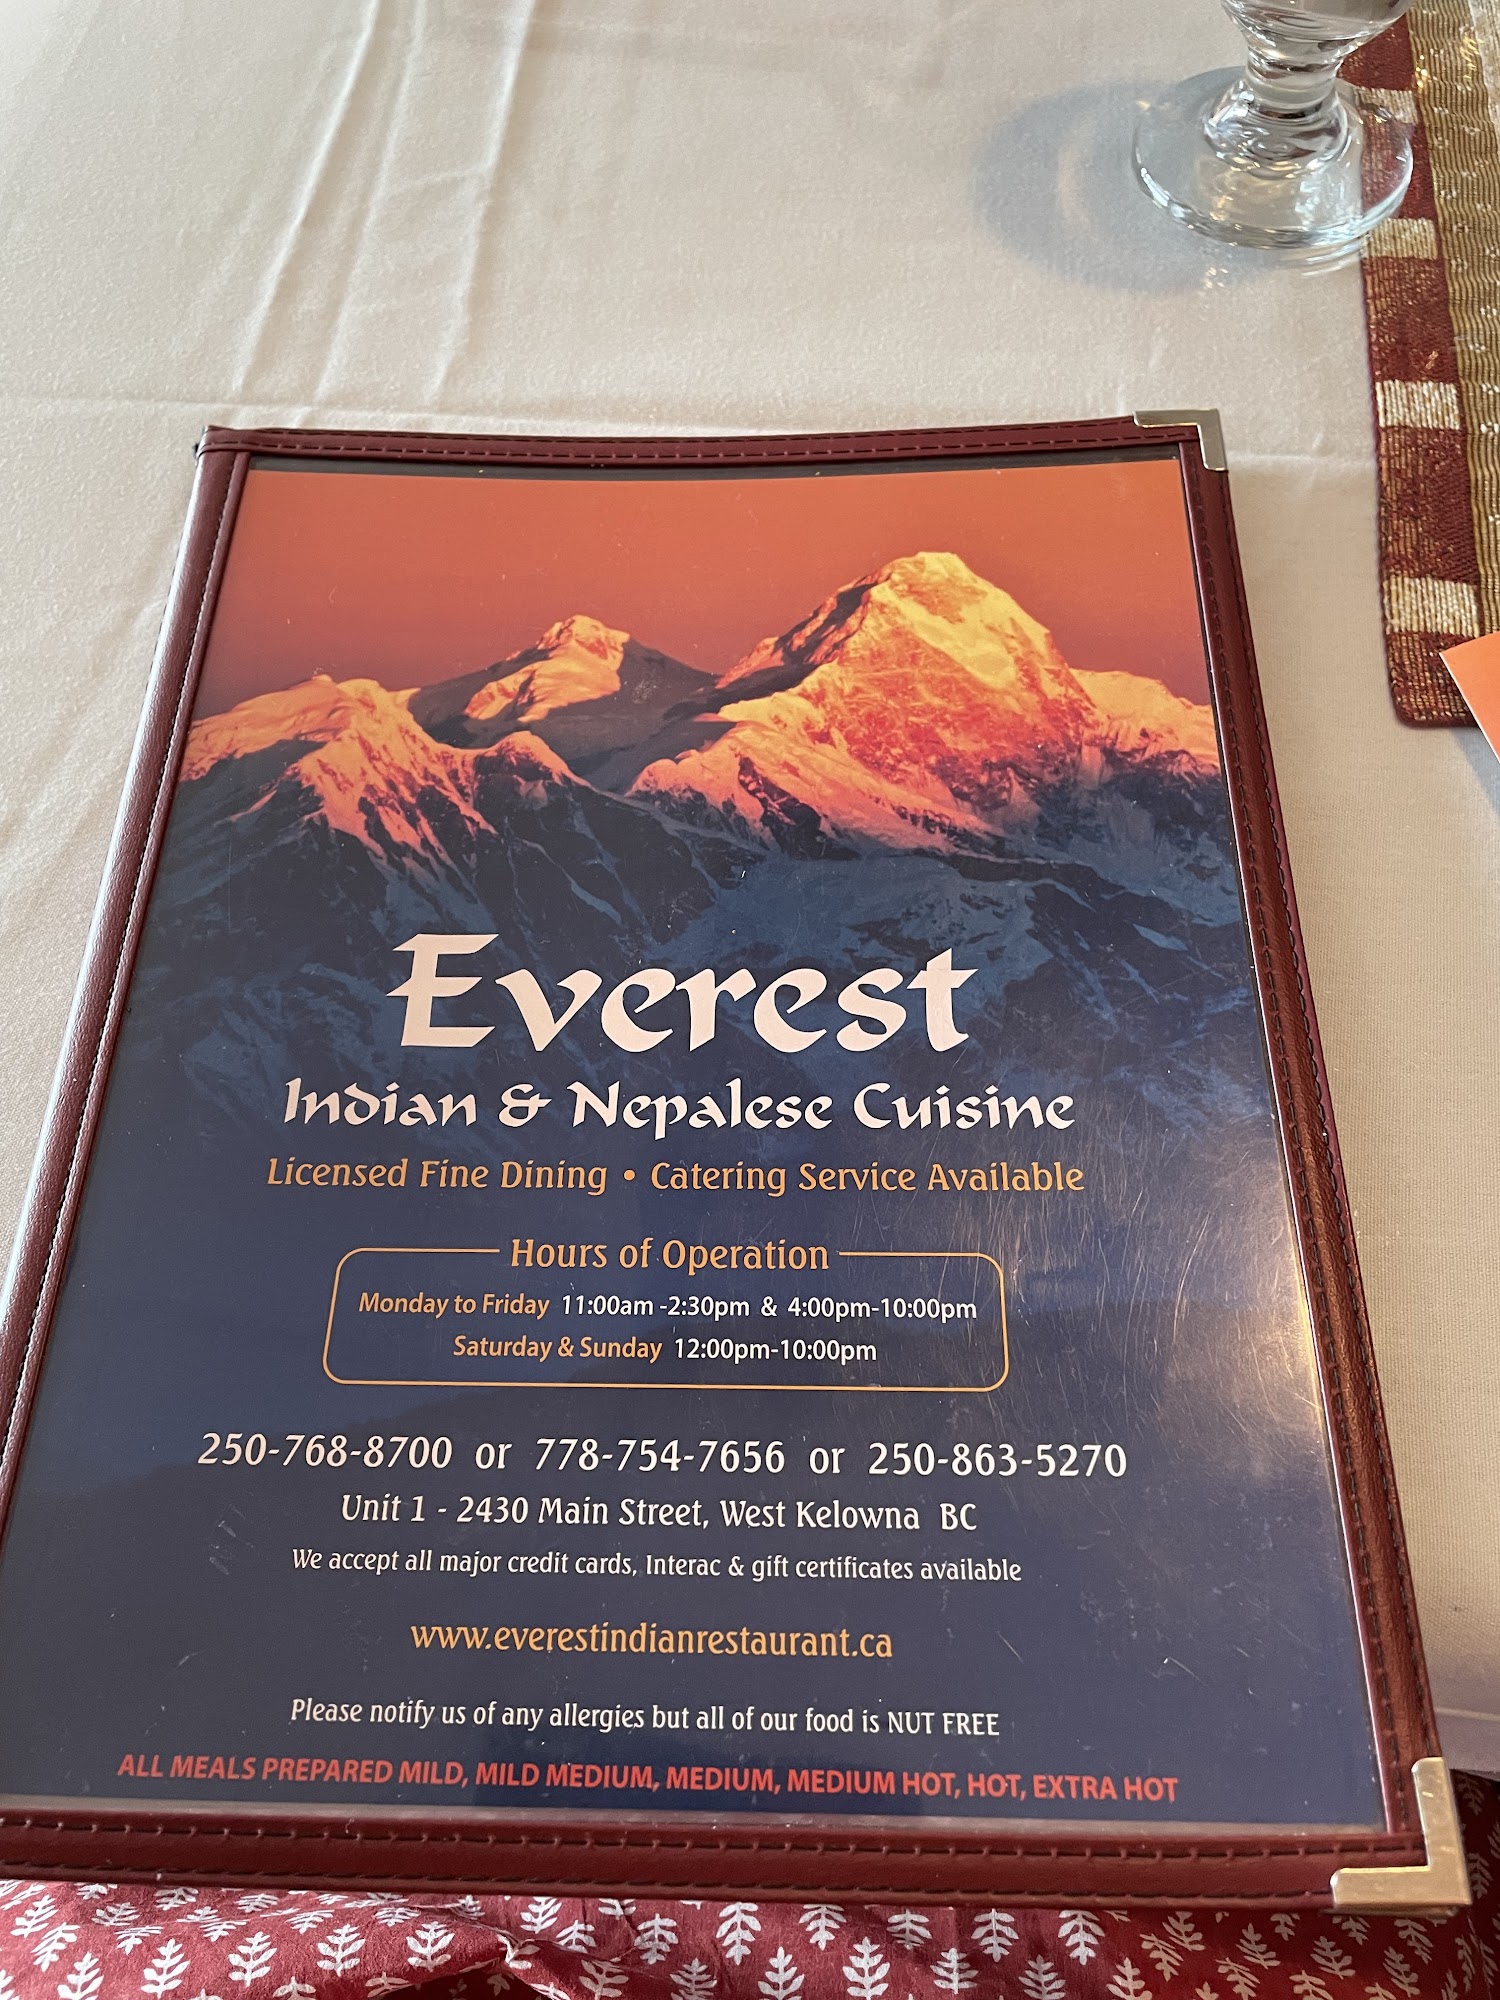 Everest
Indian & Nepalese Cuisine
Licensed Fine Dining • Catering Service Available
Hours of Operation
Monday to Friday 11:00am -2:30pm & 4:00pm-10:00pm
Saturday & Sunday 12:00pm-10:00pm
250-768-8700 or 778-754-7656 or 250-863-5270
Unit 1 - 2430 Main Street, West Kelowna BC
We accept all major credit cards, Interac & gift certificates available
www.everestindianrestaurant.ca
Please notify us of any allergies but all of our food is NUT FREE
ALL MEALS PREPARED MILD, MILD MEDIUM, MEDIUM, MEDIUM HOT, HOT, EXTRA HOT